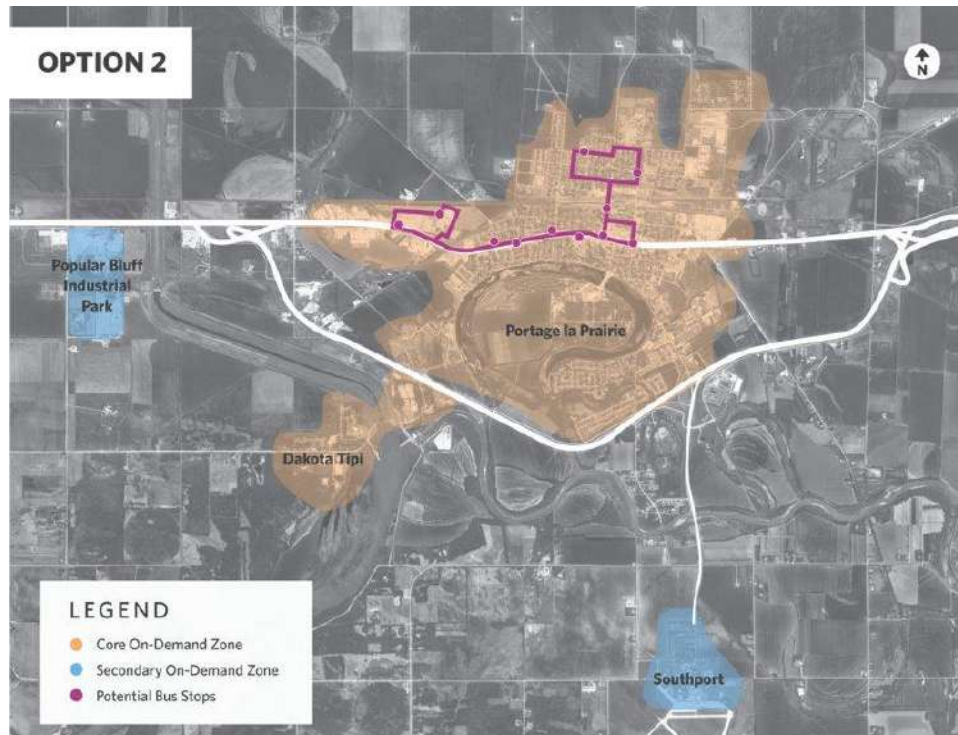 OPTION 2
N
Popular Bluff
Industrial
Park
Portage la Prairie
Dakota Tipi
Southport
LEGEND
Core On-Demand Zone
Secondary On-Demand Zone
Potential Bus Stops